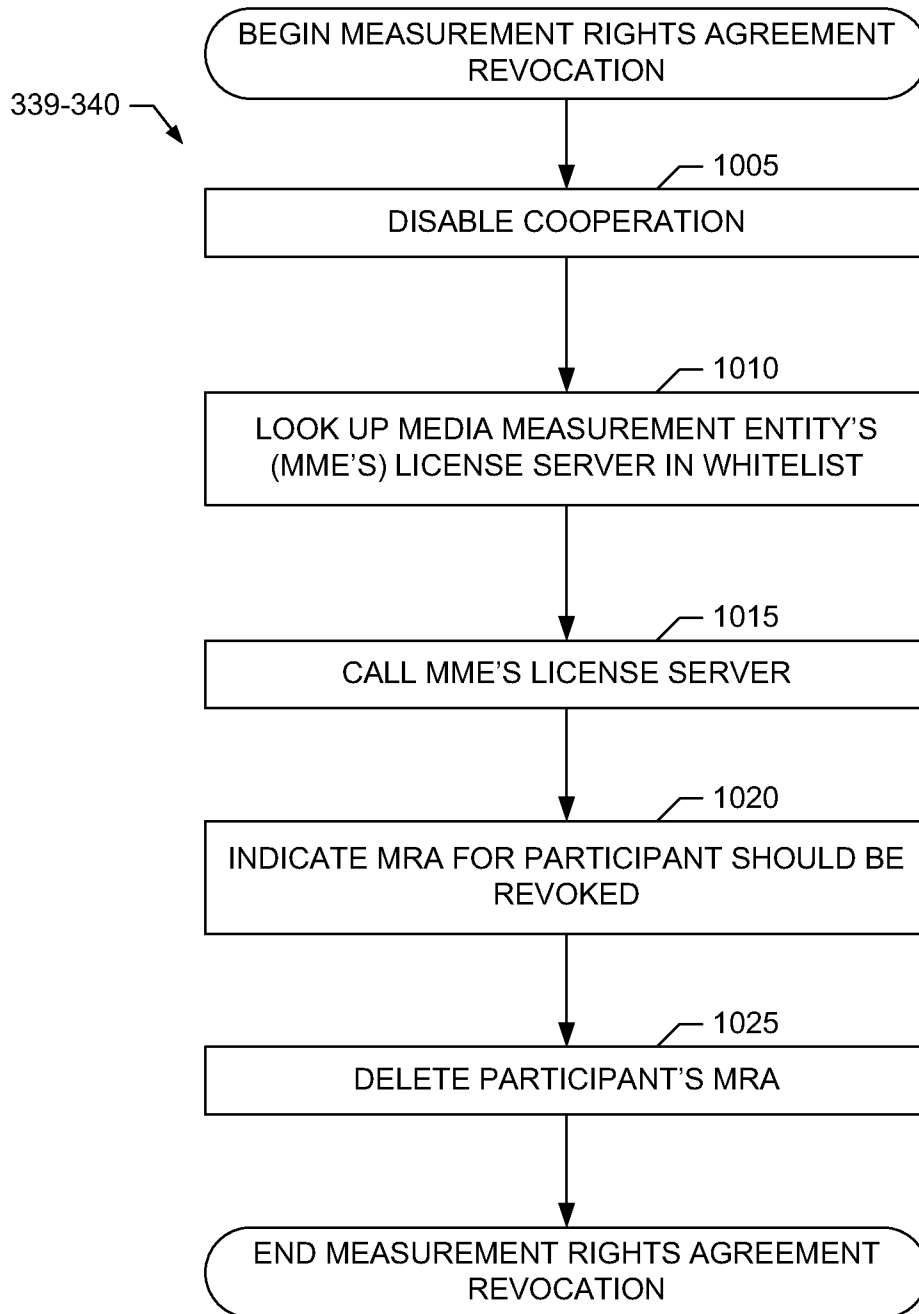 BEGIN MEASUREMENT RIGHTS AGREEMENT
REVOCATION
339-340
1005
DISABLE COOPERATION
1010
LOOK UP MEDIA MEASUREMENT ENTITY'S
(MME'S) LICENSE SERVER IN WHITELIST
1015
CALL MME'S LICENSE SERVER
1020
INDICATE MRA FOR PARTICIPANT SHOULD BE
REVOKED
1025
DELETE PARTICIPANT'S MRA
END MEASUREMENT RIGHTS AGREEMENT
REVOCATION